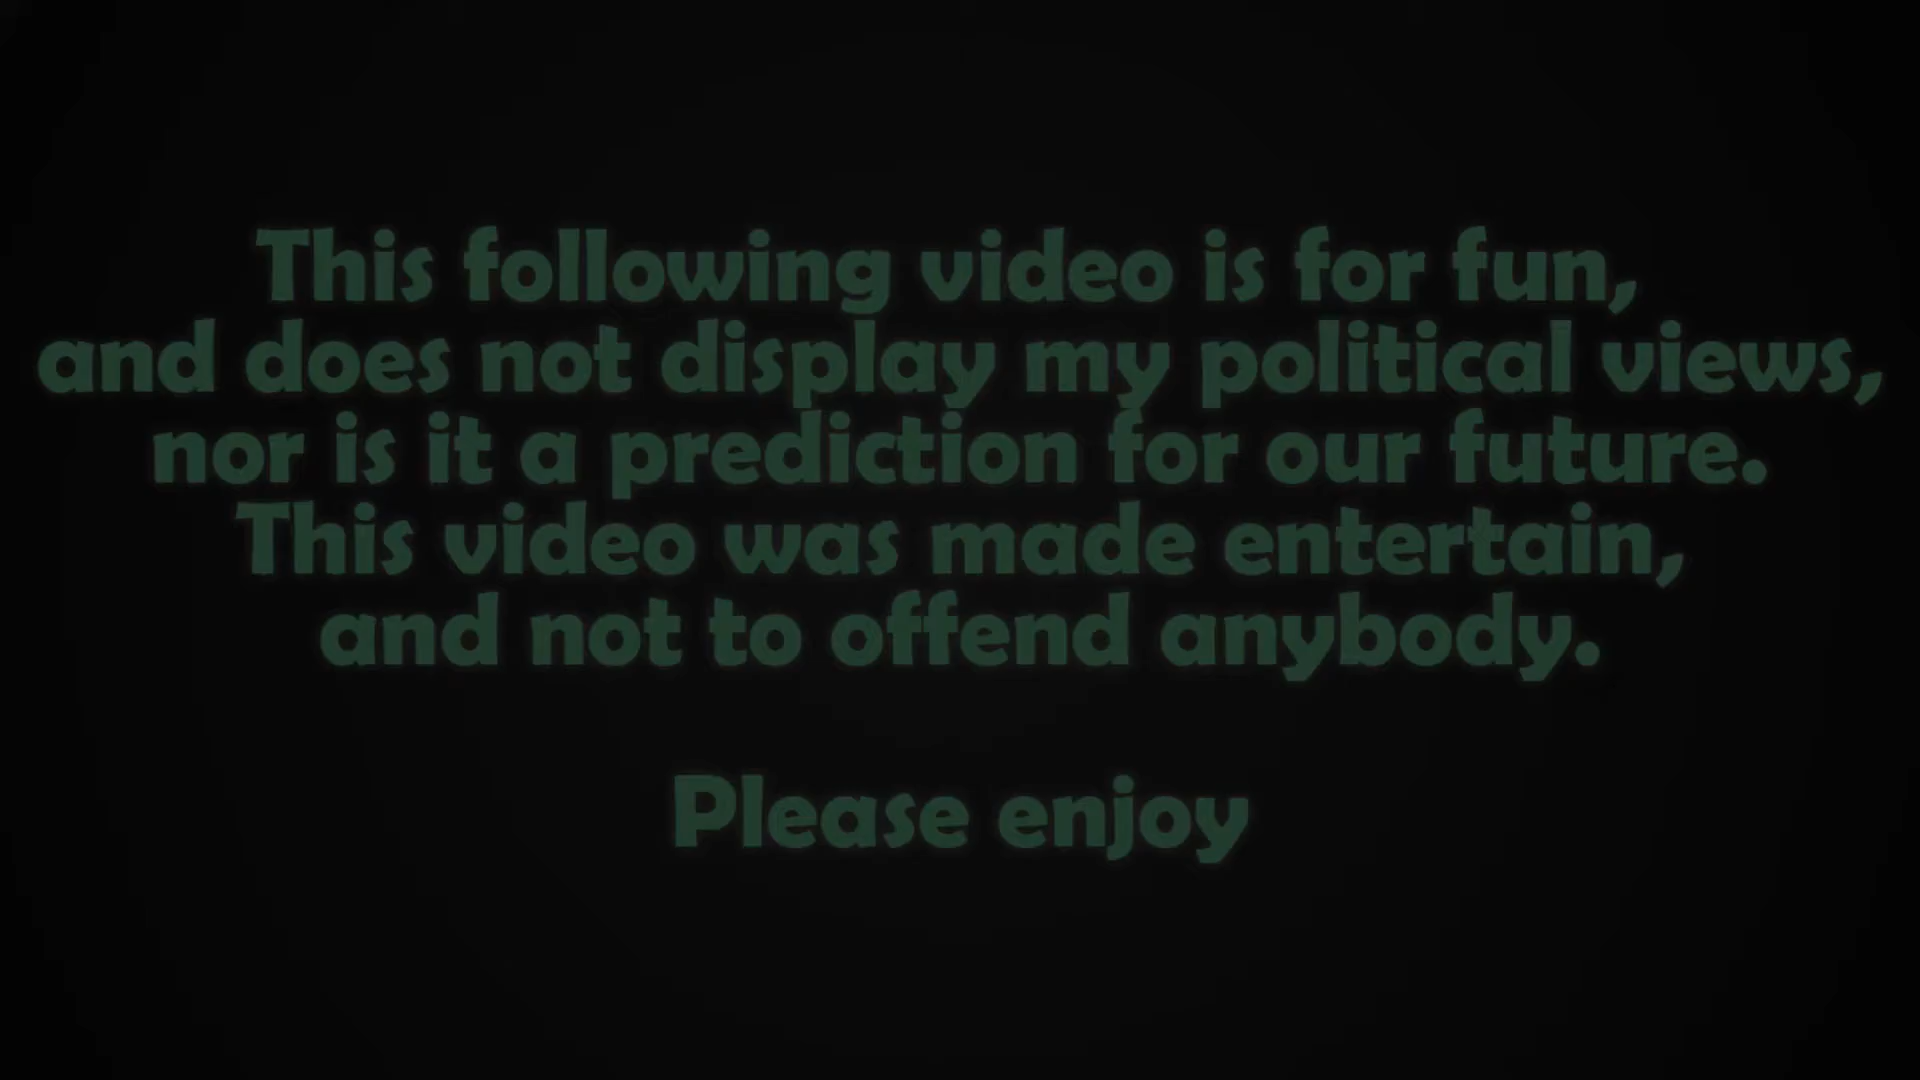 This following video is for fun,
and does not display my political views,
nor is it a prediction for our future.
This video was made entertain,
and not to offend anybody.
Please enjoy